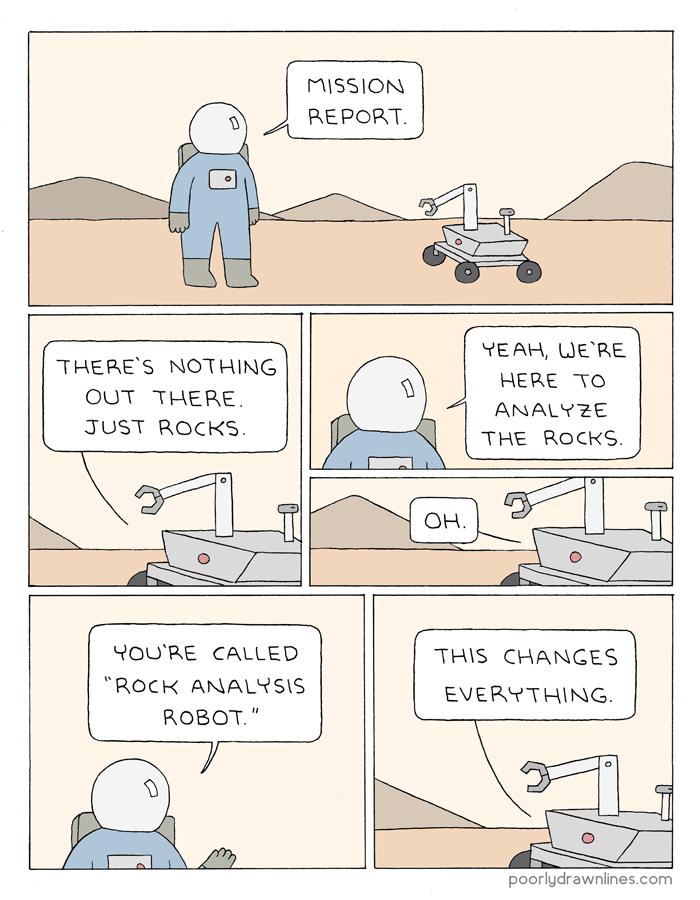 MISSION
REPORT.
THERE'S NOTHING
OUT THERE.
JUST ROCKS.
YEAH, WE'RE
HERE TO
ANALYZE
THE ROCKS.
OH.
YOU'RE CALLED
"ROCK ANALYSIS
ROBOT."
THIS CHANGES
EVERYTHING.
poorlydrawnlines.com